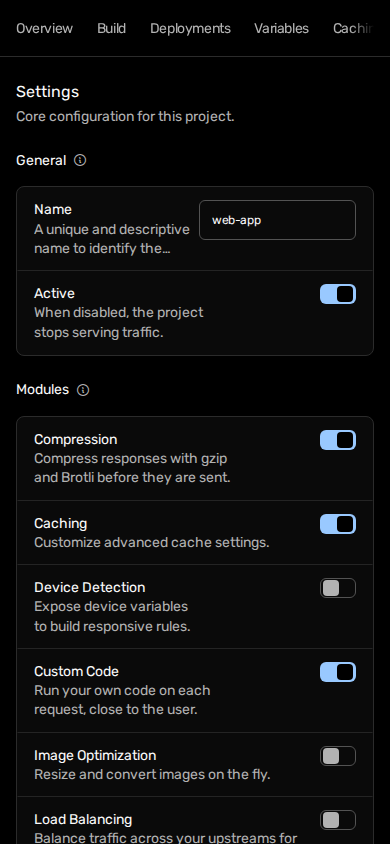 Overview Build Deployments Variables Cachin
Settings
Core configuration for this project.
General
Name
A unique and descriptive
name to identify the…
web-app
Active
When disabled, the project
stops serving traffic.
Modules
Compression
Compress responses with gzip
and Brotli before they are sent.
Caching
Customize advanced cache settings.
Device Detection
Expose device variables
to build responsive rules.
Custom Code
Run your own code on each
request, close to the user.
Image Optimization
Resize and convert images on the fly.
Load Balancing
Balance traffic across your upstreams for